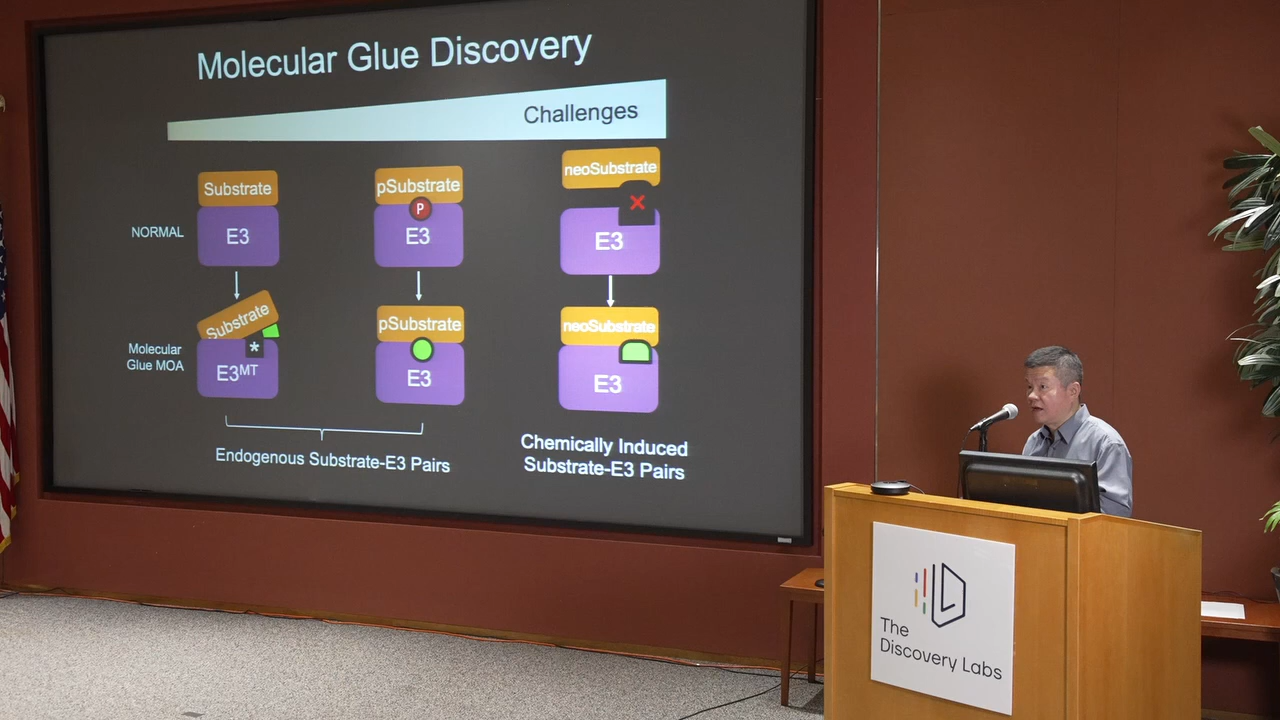 Molecular Glue Discovery
Challenges
Substrate
pSubstrate
neoSubstrate
P
NORMAL
E3
E3
E3
Substrate
pSubstrate
neoSubstrate
*
Molecular
Glue MOA
E3MT
E3
E3
Endogenous Substrate-E3 Pairs
Chemically Induced
Substrate-E3 Pairs
The
Discovery Labs